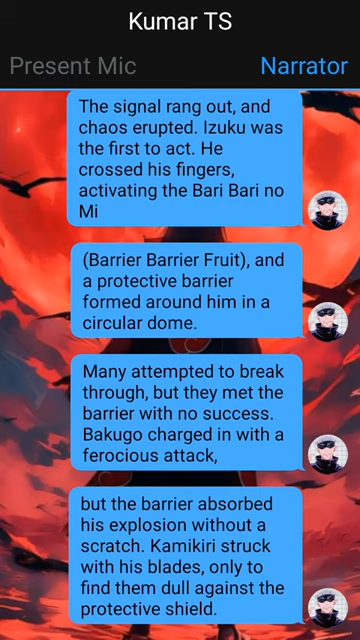 Kumar TS
Present Mic
Narrator
The signal rang out, and
chaos erupted. Izuku was
the first to act. He
crossed his fingers,
activating the Bari Bari no
Mi
(Barrier Barrier Fruit), and
a protective barrier
formed around him in a
circular dome.
Many attempted to break
through, but they met the
barrier with no success.
Bakugo charged in with a
ferocious attack,
but the barrier absorbed
his explosion without a
scratch. Kamikiri struck
with his blades, only to
find them dull against the
protective shield.